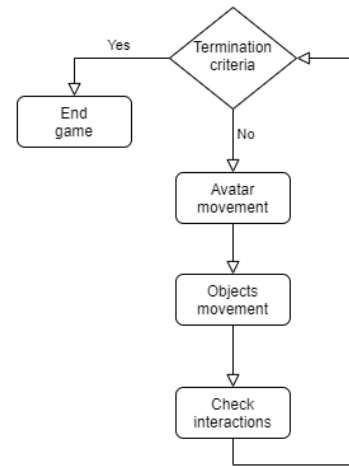 Yes
Termination
criteria
End
game
No
Avatar
movement
Objects
movement
Check
interactions